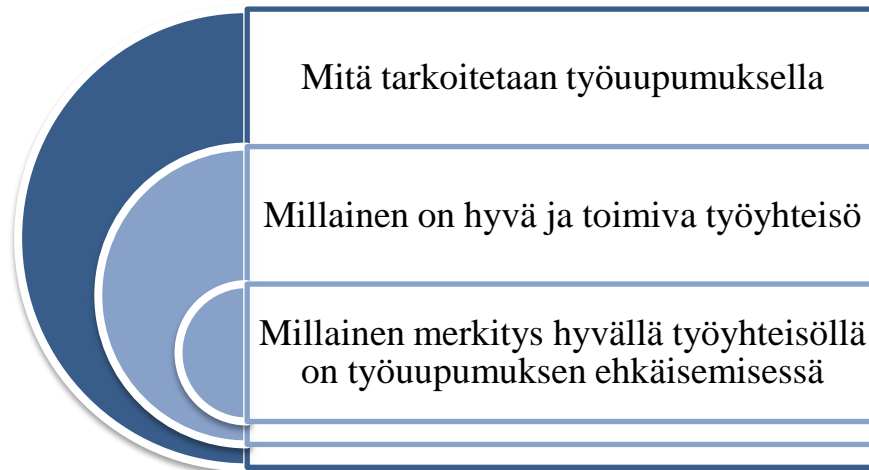 Mitä tarkoitetaan työuupumuksella
Millainen on hyvä ja toimiva työyhteisö
Millainen merkitys hyvällä työyhteisöllä
on työuupumuksen ehkäisemisessä